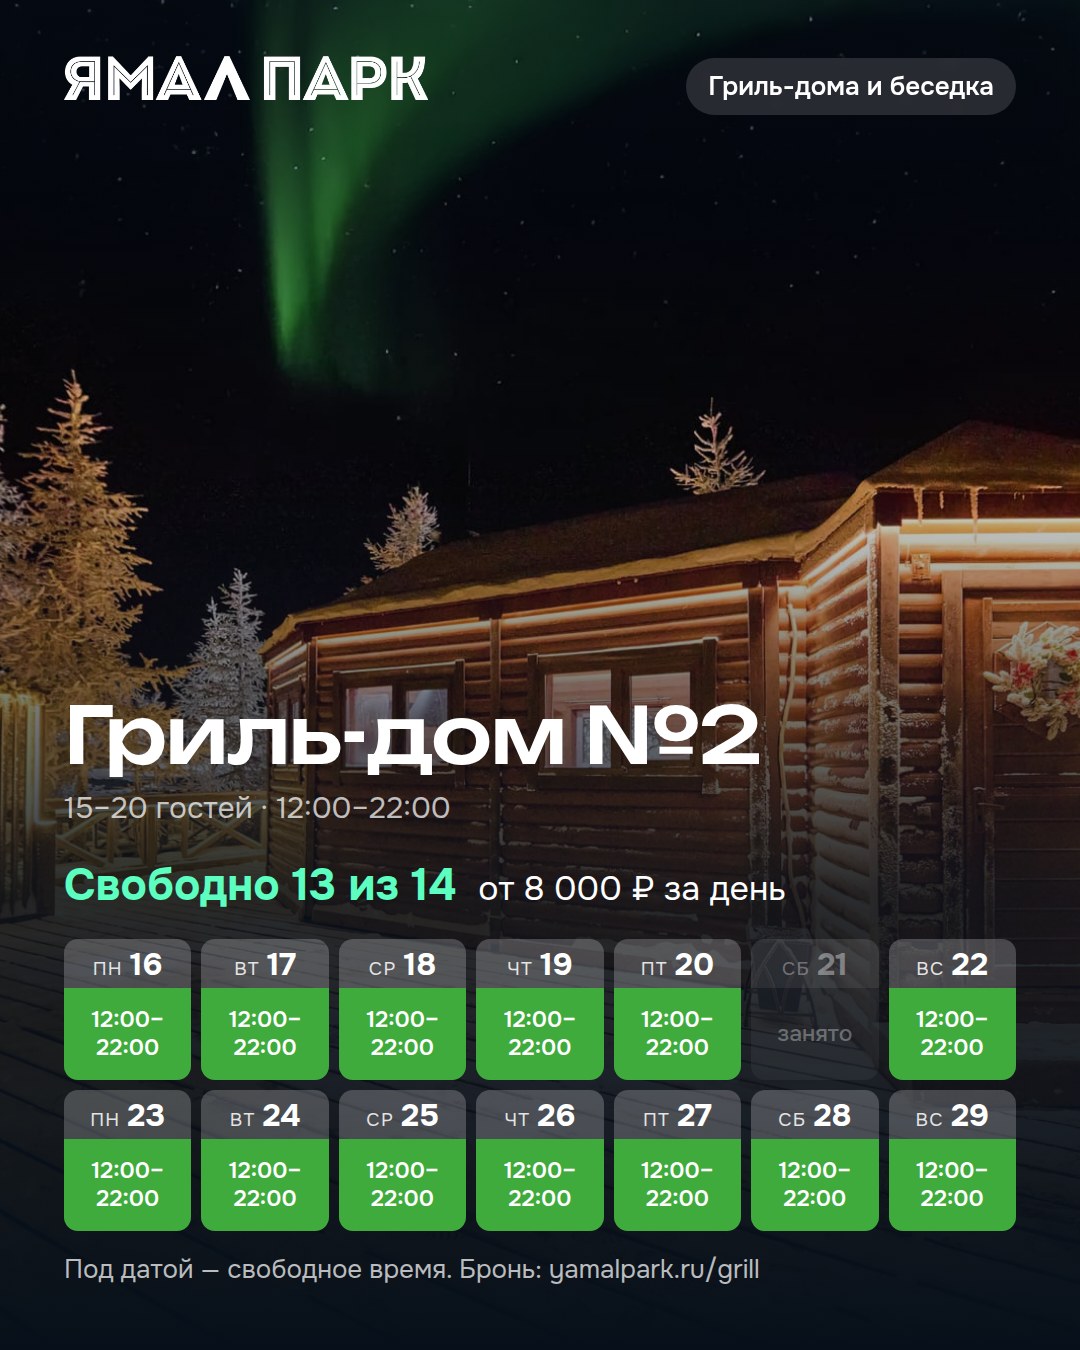 ЯМАЛ ПАРК
Гриль-дома и беседка
Гриль-дом №2
15–20 гостей · 12:00–22:00
Свободно 13 из 14 от 8 000 ₽ за день
ПН 16 ВТ 17 СР 18 ЧТ 19 ПТ 20 СБ 21 ВС 22
12:00– 12:00– 12:00– 12:00– 12:00– занято 12:00–
22:00 22:00 22:00 22:00 22:00 22:00
ПН 23 ВТ 24 СР 25 ЧТ 26 ПТ 27 СБ 28 ВС 29
12:00– 12:00– 12:00– 12:00– 12:00– 12:00– 12:00–
22:00 22:00 22:00 22:00 22:00 22:00 22:00
Под датой — свободное время. Бронь: yamalpark.ru/grill